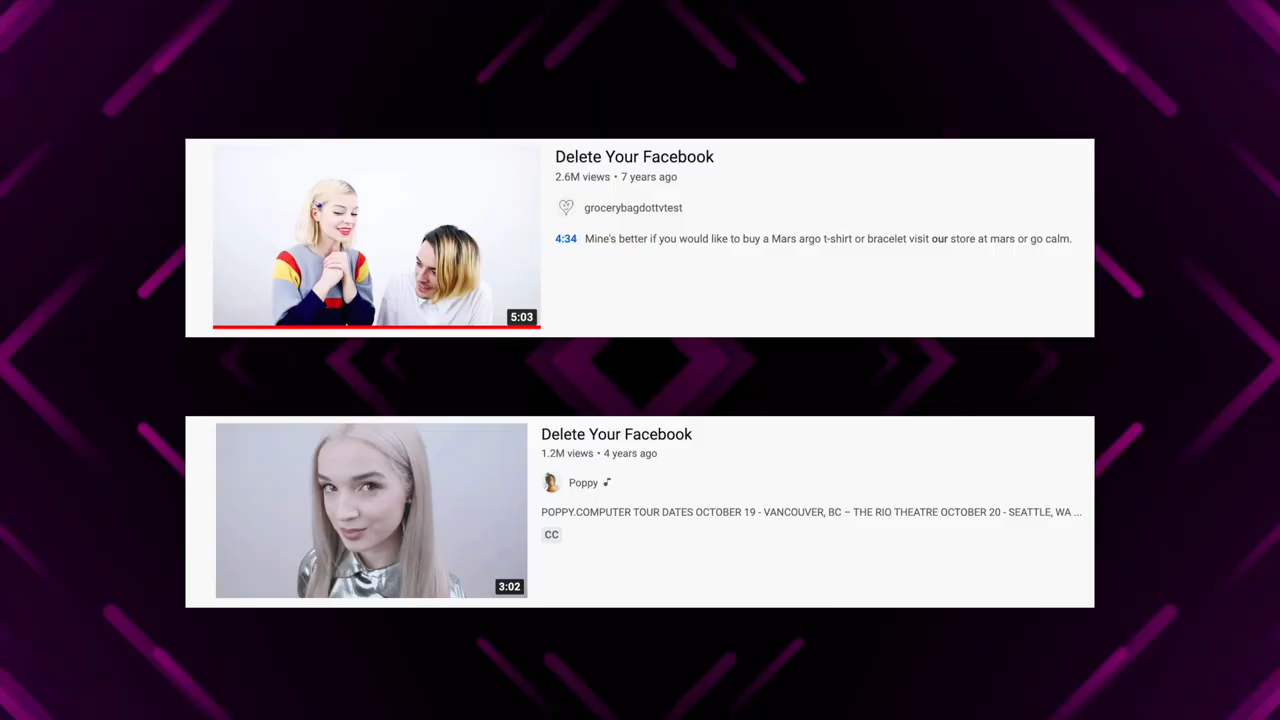 Delete Your Facebook
2.6M views • 7 years ago
grocerybagdottvtest
4:34 Mine's better if you would like to buy a Mars argo t-shirt or bracelet visit our store at mars or go calm.
5:03
Delete Your Facebook
1.2M views • 4 years ago
Poppy
POPPY.COMPUTER TOUR DATES OCTOBER 19 - VANCOUVER, BC – THE RIO THEATRE OCTOBER 20 - SEATTLE, WA ...
CC
3:02